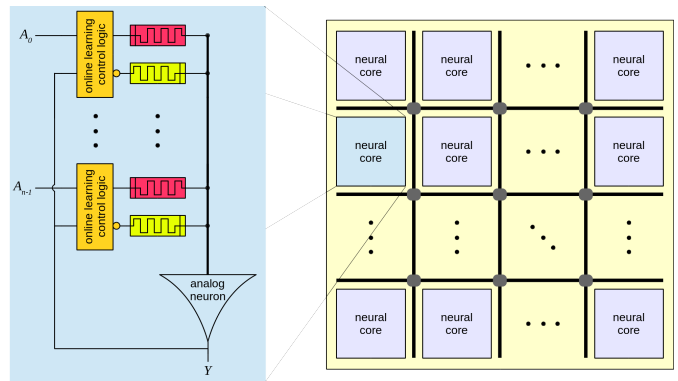 A0
online learning
control logic
An-1
online learning
control logic
analog
neuron
Y
neural
core
neural
core
neural
core
neural
core
neural
core
neural
core
neural
core
neural
core
neural
core